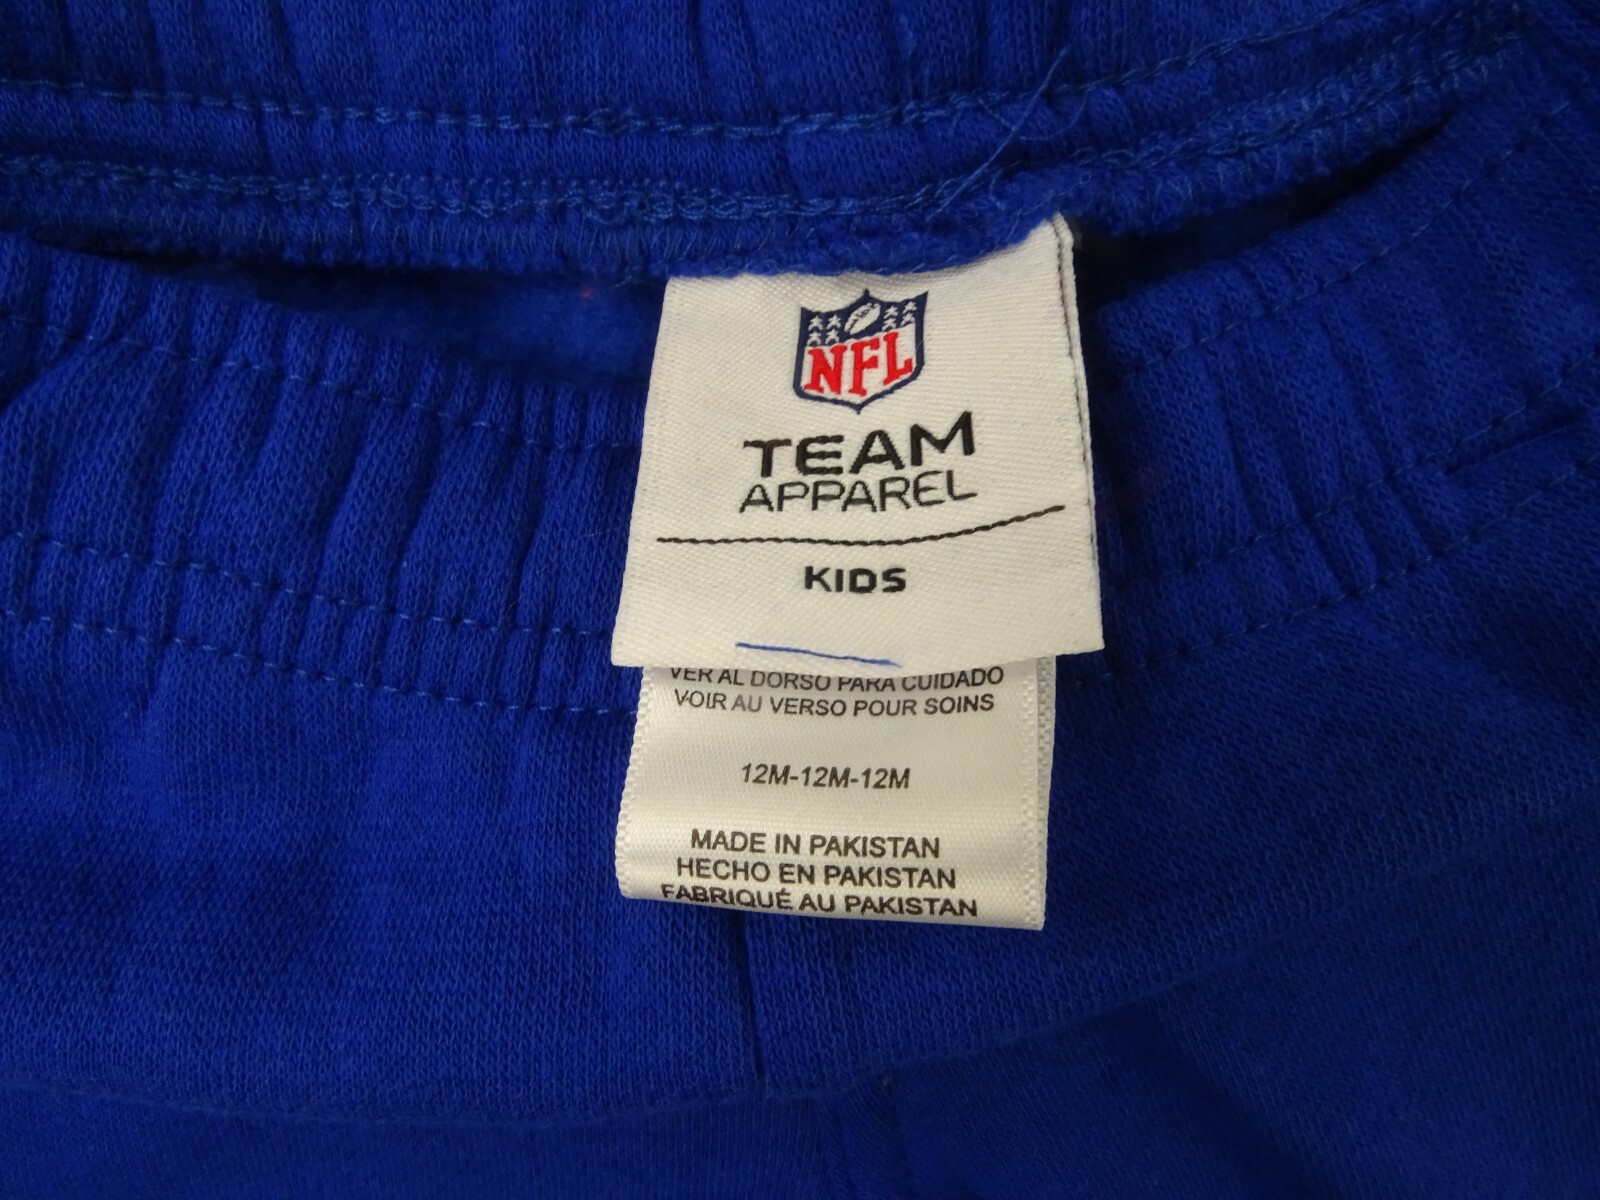 NFL
TEAM
APPAREL
KIDS
VER AL DORSO PARA CUIDADO
VOIR AU VERSO POUR SOINS
12M-12M-12M
MADE IN PAKISTAN
HECHO EN PAKISTAN
FABRIQUÉ AU PAKISTAN